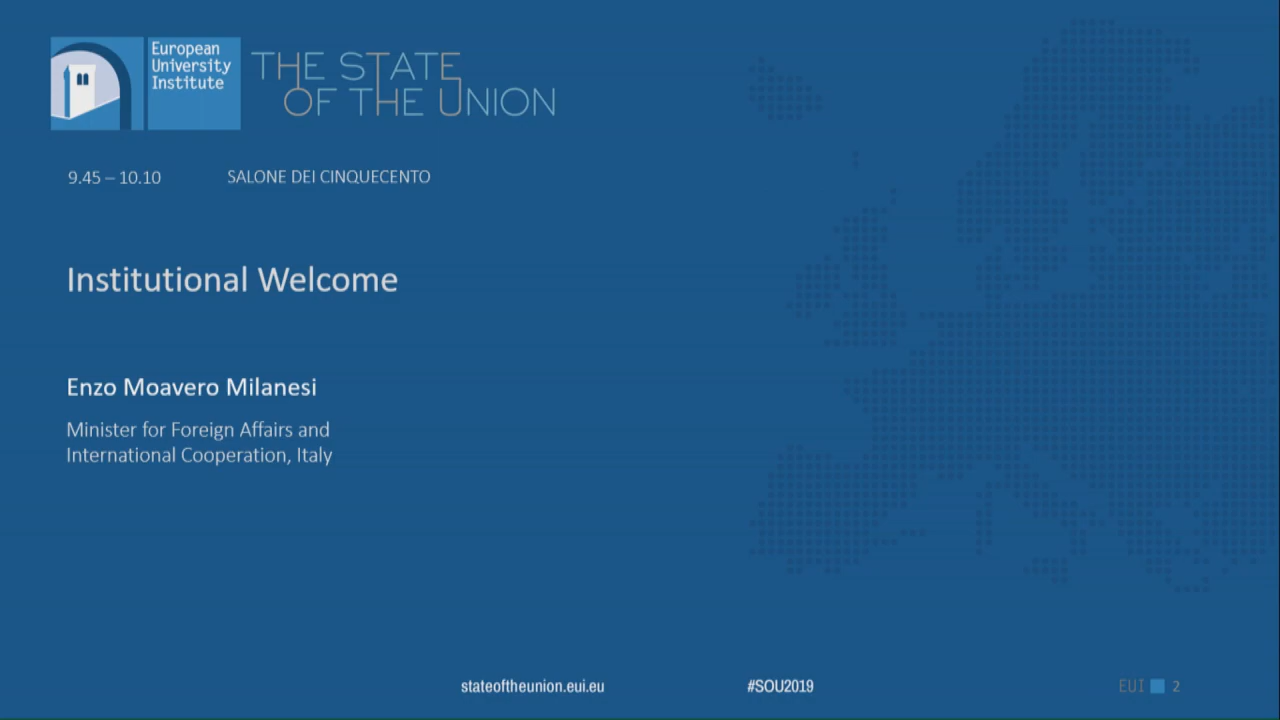 European
University
Institute
THE STATE
OF THE UNION
9.45 – 10.10 SALONE DEI CINQUECENTO
Institutional Welcome
Enzo Moavero Milanesi
Minister for Foreign Affairs and
International Cooperation, Italy
stateoftheunion.eui.eu #SOU2019 EUI 2